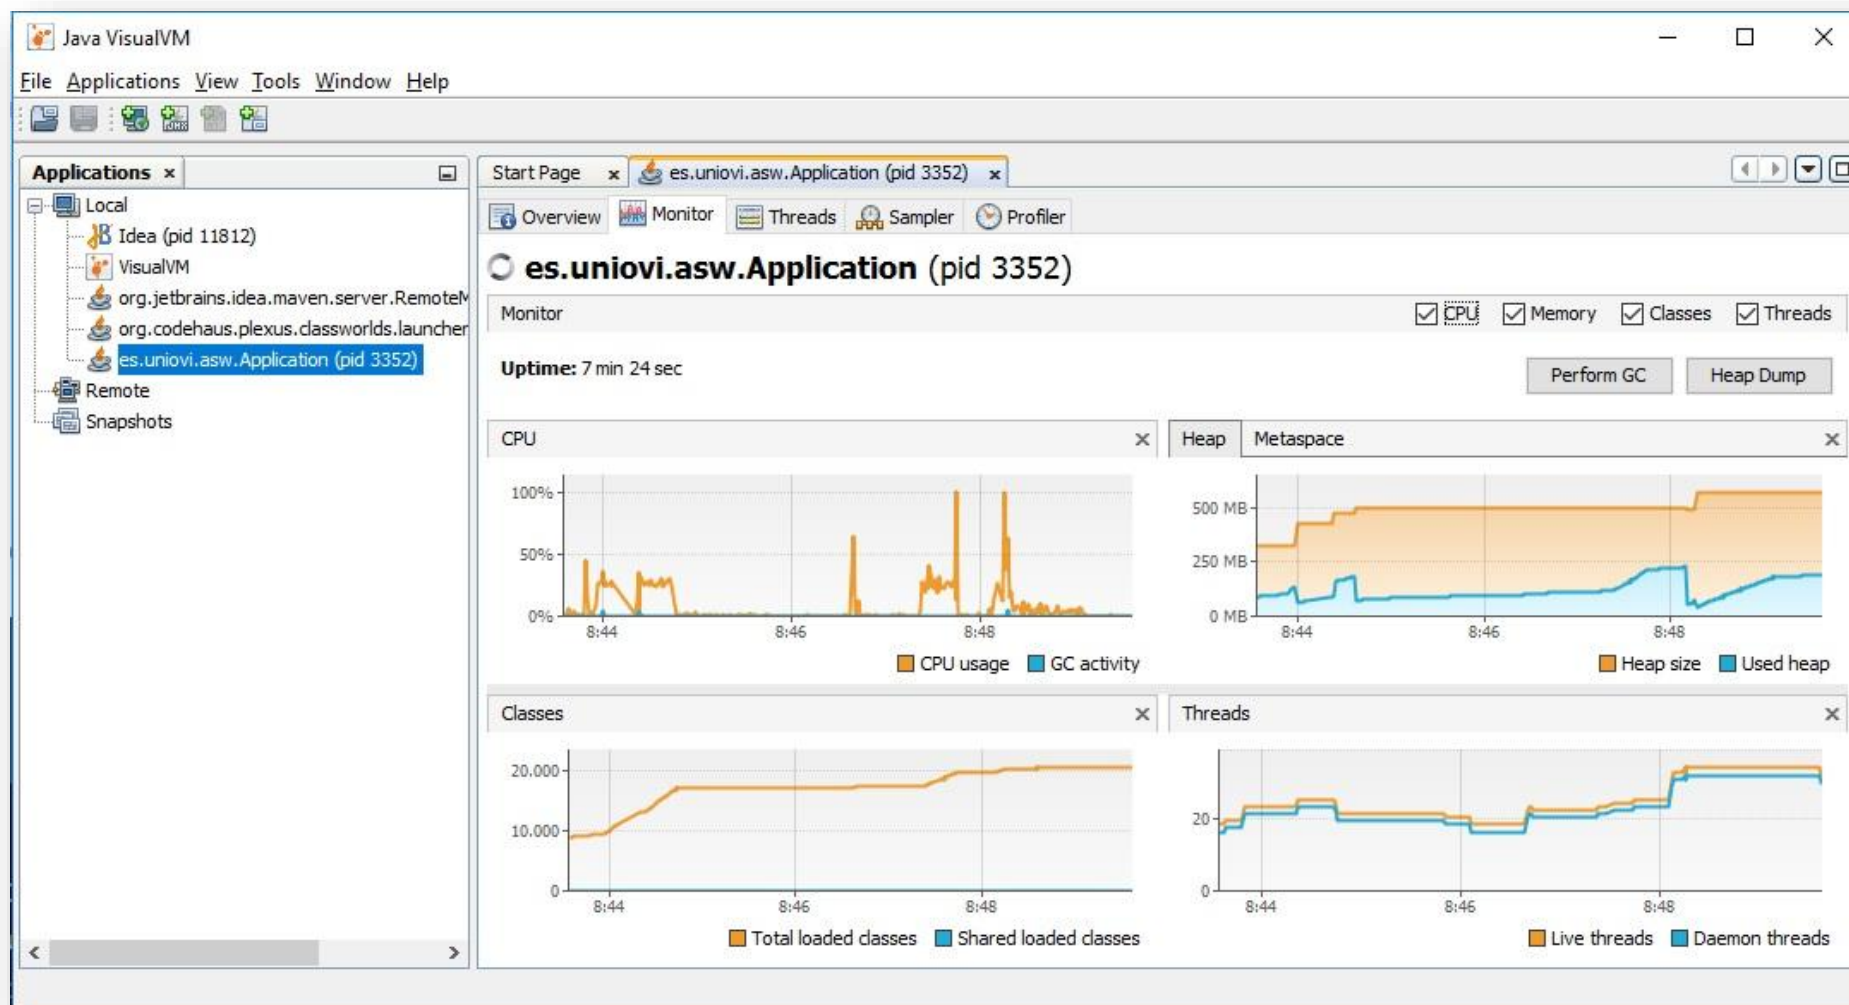 Java VisualVM
File Applications View Tools Window Help
Applications
Local
Idea (pid 11812)
VisualVM
org.jetbrains.idea.maven.server.RemoteM
org.codehaus.plexus.classworlds.launcher
es.uniovi.asw.Application (pid 3352)
Remote
Snapshots
Start Page es.uniovi.asw.Application (pid 3352)
Overview Monitor Threads Sampler Profiler
es.uniovi.asw.Application (pid 3352)
Monitor CPU Memory Classes Threads
Uptime: 7 min 24 sec Perform GC Heap Dump
CPU
100%
50%
0%
8:44 8:46 8:48
CPU usage GC activity
Heap Metaspace
500 MB
250 MB
0 MB
8:44 8:46 8:48
Heap size Used heap
Classes
20.000
10.000
0
8:44 8:46 8:48
Total loaded classes Shared loaded classes
Threads
20
0
8:44 8:46 8:48
Live threads Daemon threads